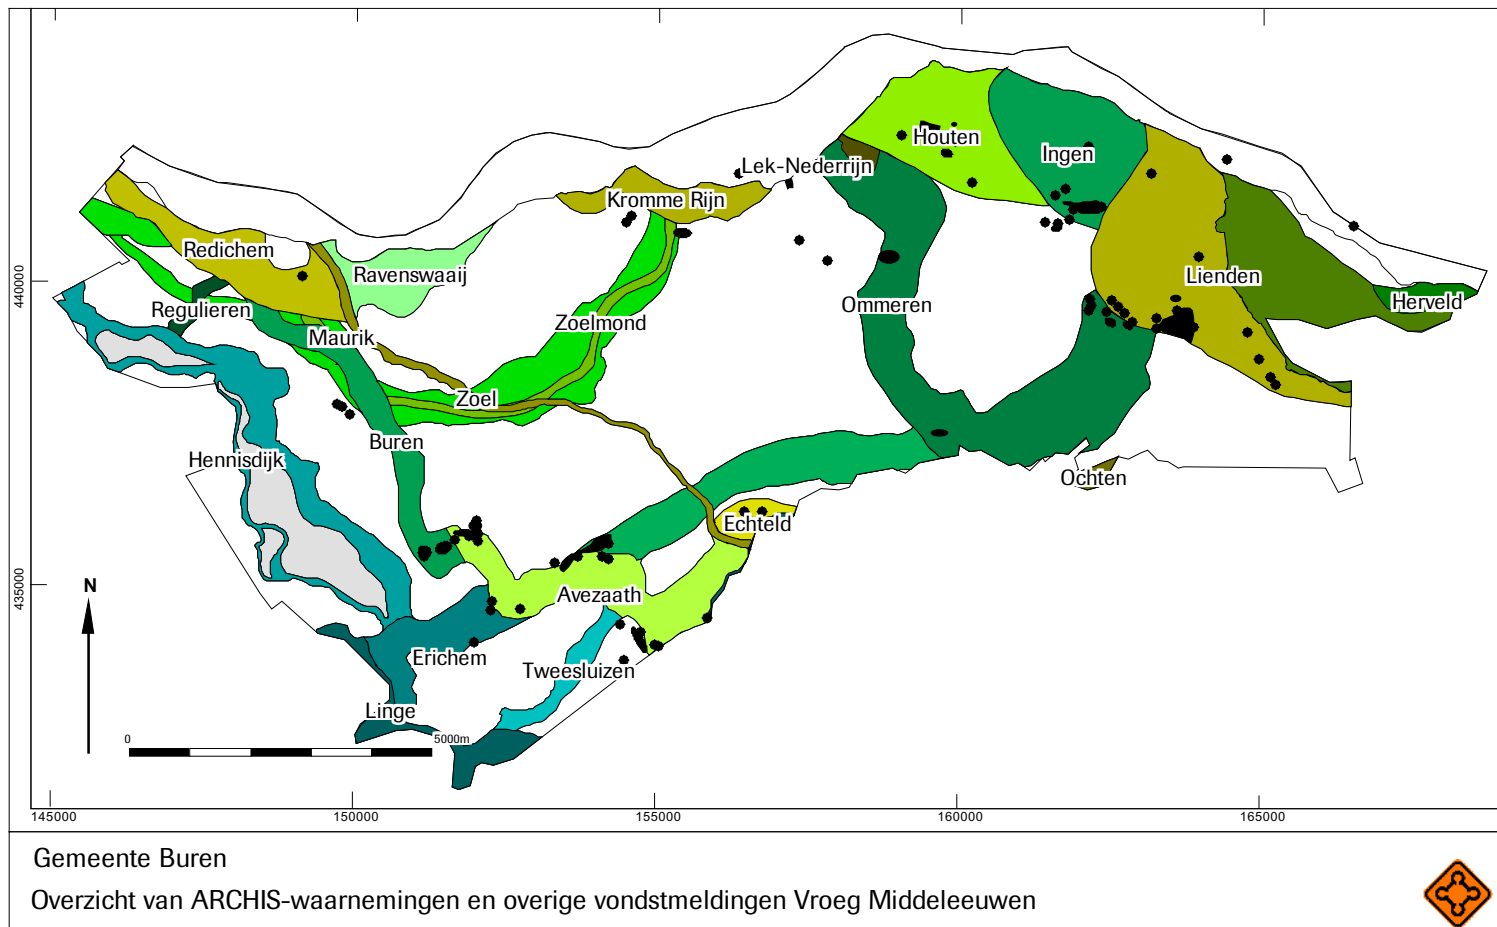 Houten
Ingen
Lek-Nederrijn
Kromme Rijn
Redichem
Ravenswaaij
Lienden
Herveld
Ommeren
Regulieren
Maurik
Zoelmond
Zoel
Buren
Hennisdijk
Ochten
Echteld
Avezaath
Erichem
Tweesluizen
Linge
440000
435000
N
0 5000m
145000 150000 155000 160000 165000
Gemeente Buren
Overzicht van ARCHIS-waarnemingen en overige vondstmeldingen Vroeg Middeleeuwen